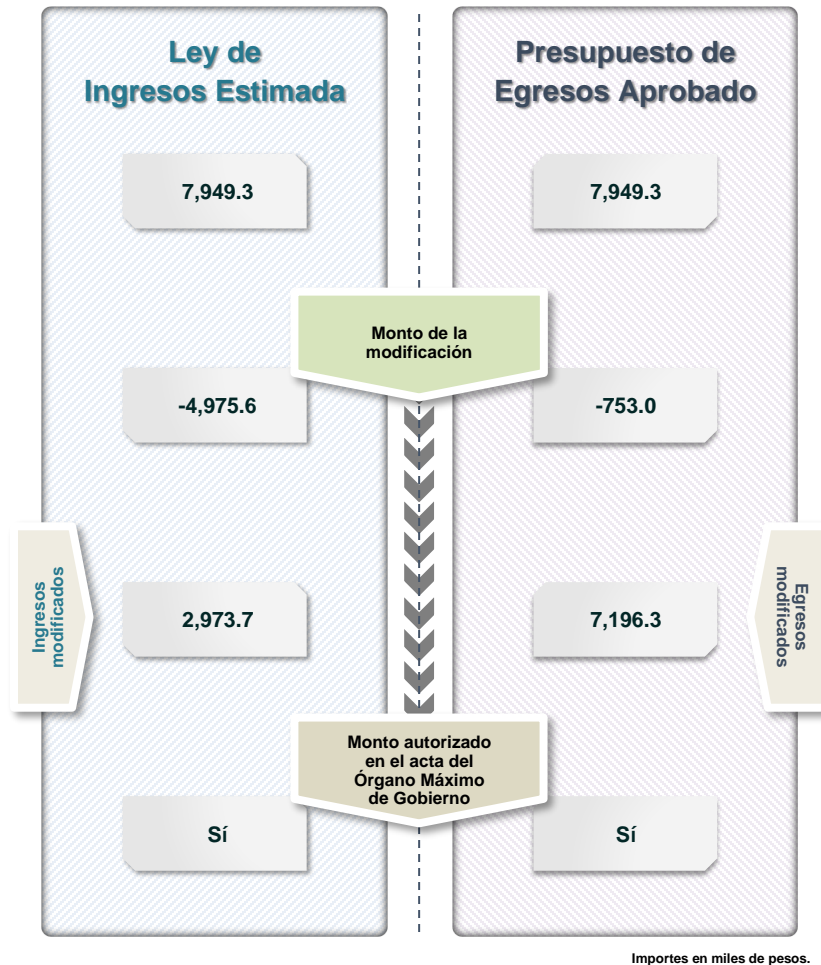 Ley de
Ingresos Estimada
Presupuesto de
Egresos Aprobado
7,949.3
7,949.3
Monto de la
modificación
-4,975.6
-753.0
Ingresos
modificados
2,973.7
7,196.3
Egresos
modificados
Monto autorizado
en el acta del
Órgano Máximo
de Gobierno
Sí
Sí
Importes en miles de pesos.